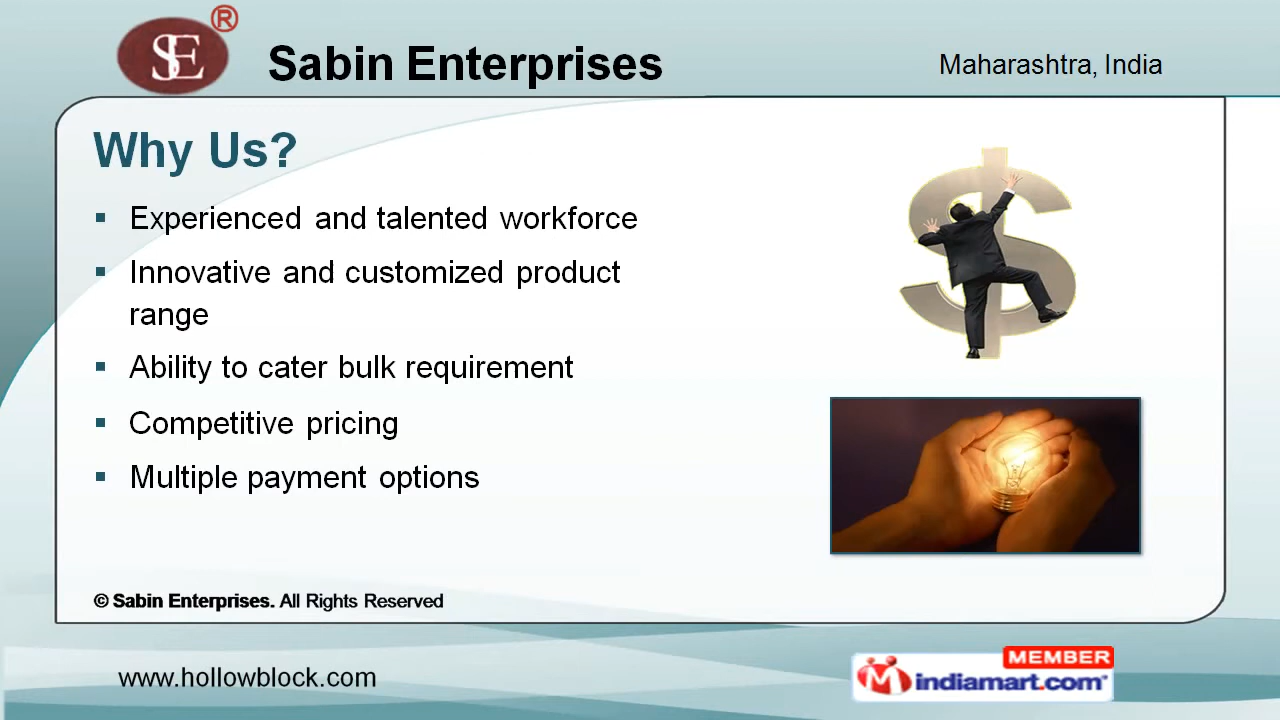 SE ®
Sabin Enterprises
Maharashtra, India
Why Us?
▪ Experienced and talented workforce
▪ Innovative and customized product
range
▪ Ability to cater bulk requirement
▪ Competitive pricing
▪ Multiple payment options
© Sabin Enterprises. All Rights Reserved
www.hollowblock.com
MEMBER
indiamart.com